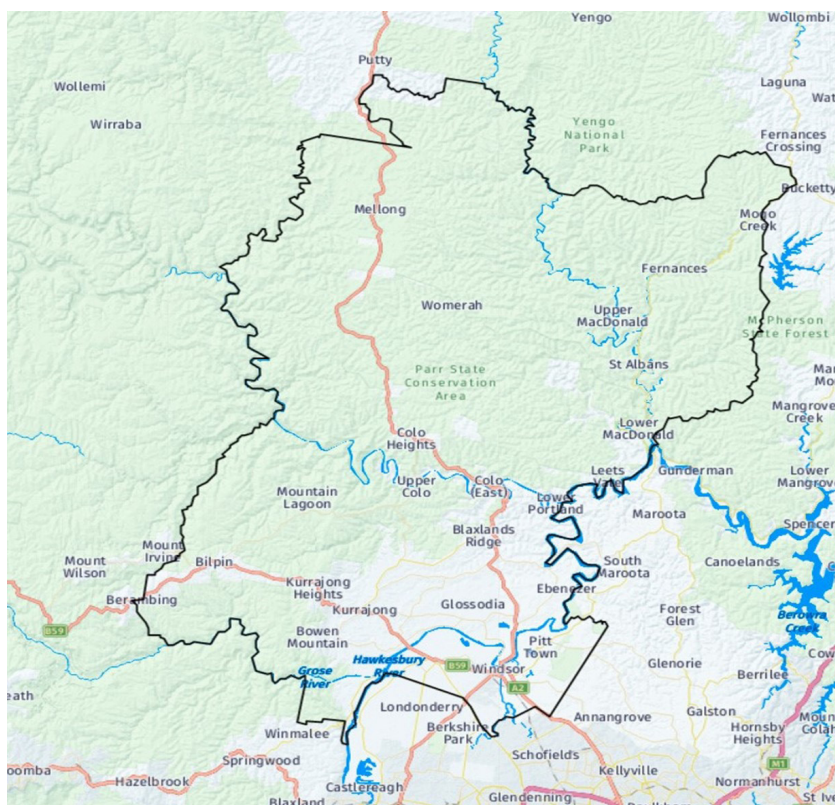 Yengo
Wollombi
Putty
Wollemi
Laguna
Wirraba
Yengo
National
Park
Fernances
Crossing
Bucketty
Mellong
Mogo
Creek
Fernances
Womerah
Upper
MacDonald
McPherson
State Forest
St Albans
Parr State
Conservation
Area
Mangrove
Creek
Colo
Heights
Lower
MacDonald
Leets
Vale
Gunderman
Lower
Mangrove
Upper
Colo
Colo
(East)
Mountain
Lagoon
Lower
Portland
Maroota
Spencer
Blaxlands
Ridge
Mount
Irvine
Mount
Wilson
Bilpin
South
Maroota
Canoelands
Kurrajong
Heights
Ebenezer
Berambing
Kurrajong
Glossodia
Forest
Glen
Berowra
Creek
B59
Bowen
Mountain
Pitt
Town
Hawkesbury
River
Grose
River
B59
Windsor
Glenorie
Berrilee
A2
Londonderry
Annangrove
Galston
Berkshire
Park
Winmalee
Hornsby
Heights
Schofields
Springwood
M1
Kellyville
Hazelbrook
Castlereagh
Normanhurst
Glendenning
Blaxland